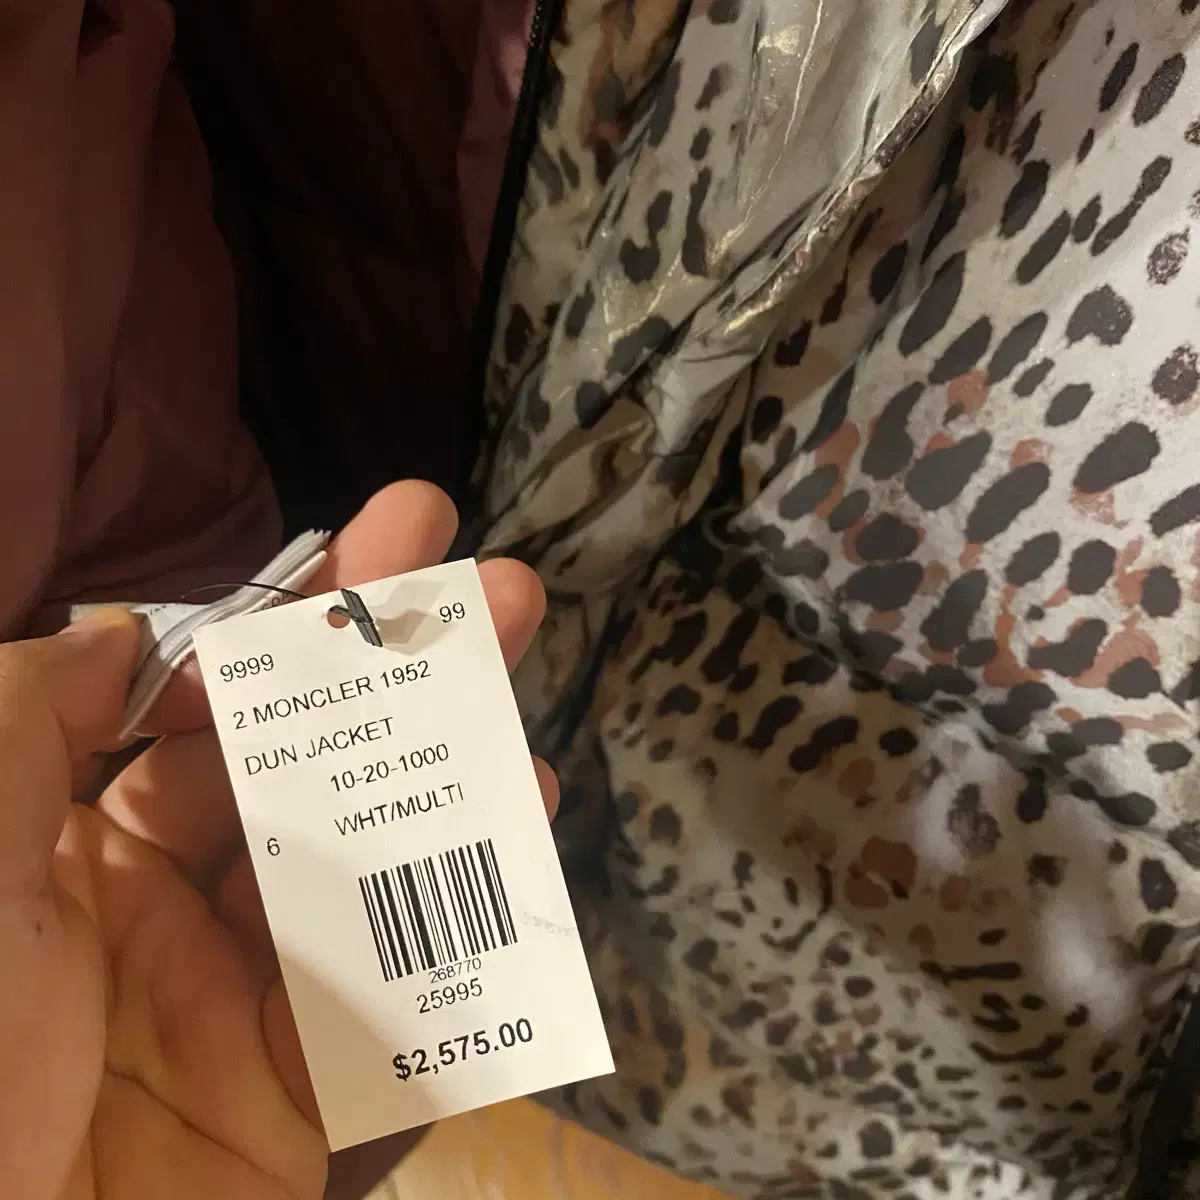 99
9999
2 MONCLER 1952
DUN JACKET
10-20-1000
WHT/MULTI
6
268770
25995
$2,575.00